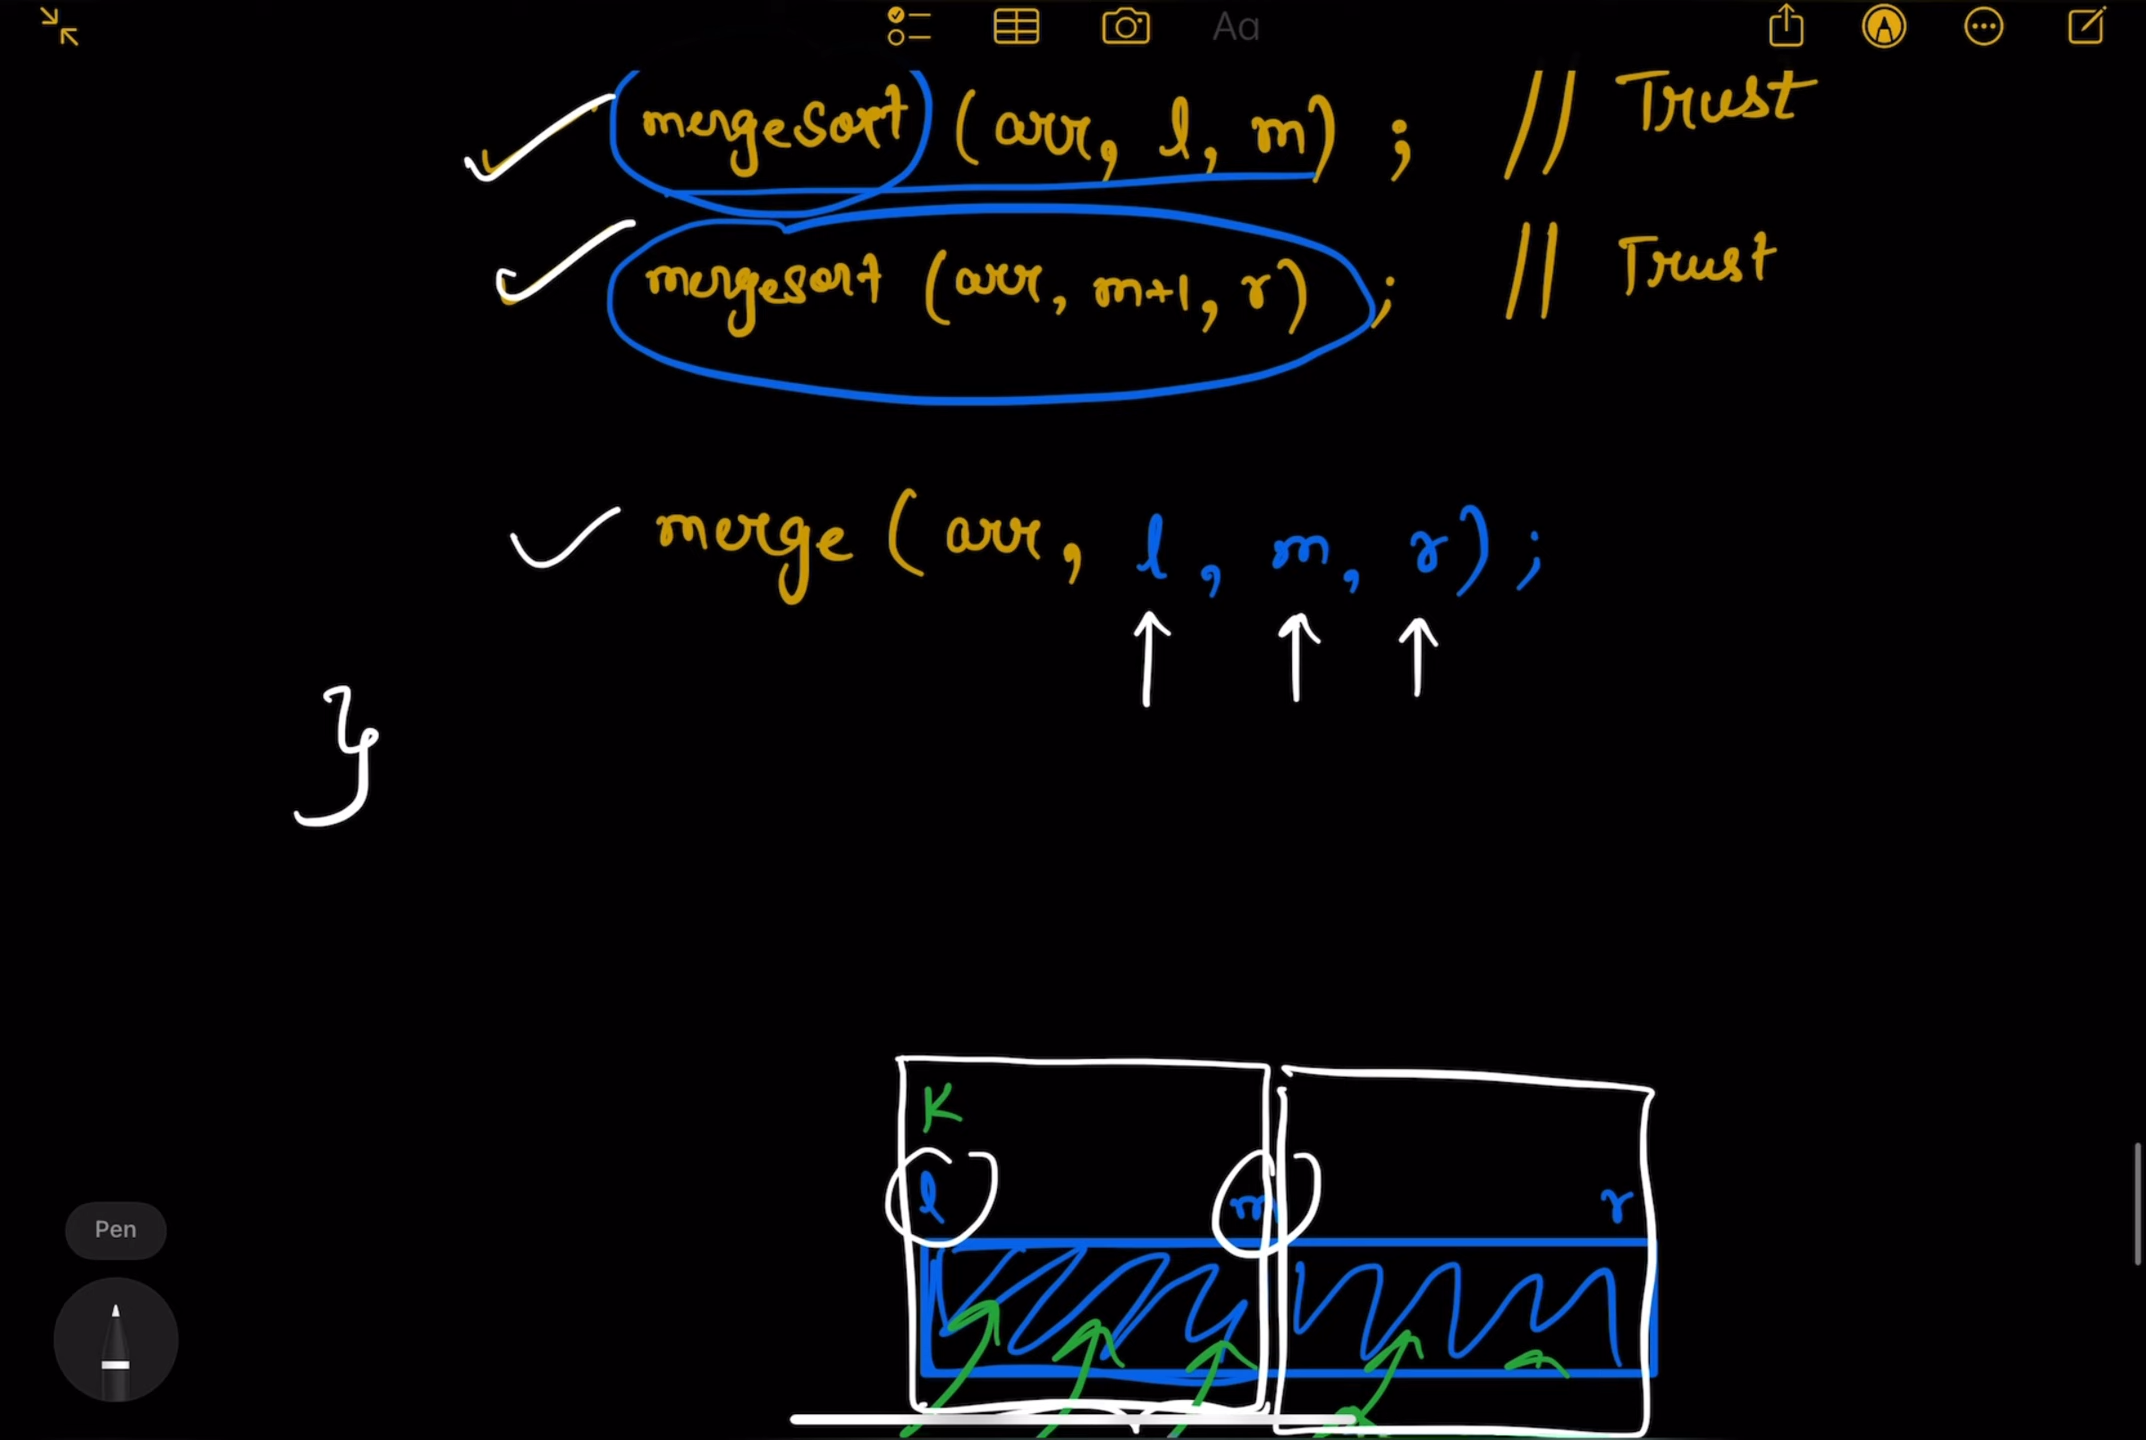 Aa
mergeSort (arr, l, m) ; // Trust
mergesort (arr, m+1, r) ; // Trust
merge (arr, l, m, r) ;
}
K
l m r
Pen